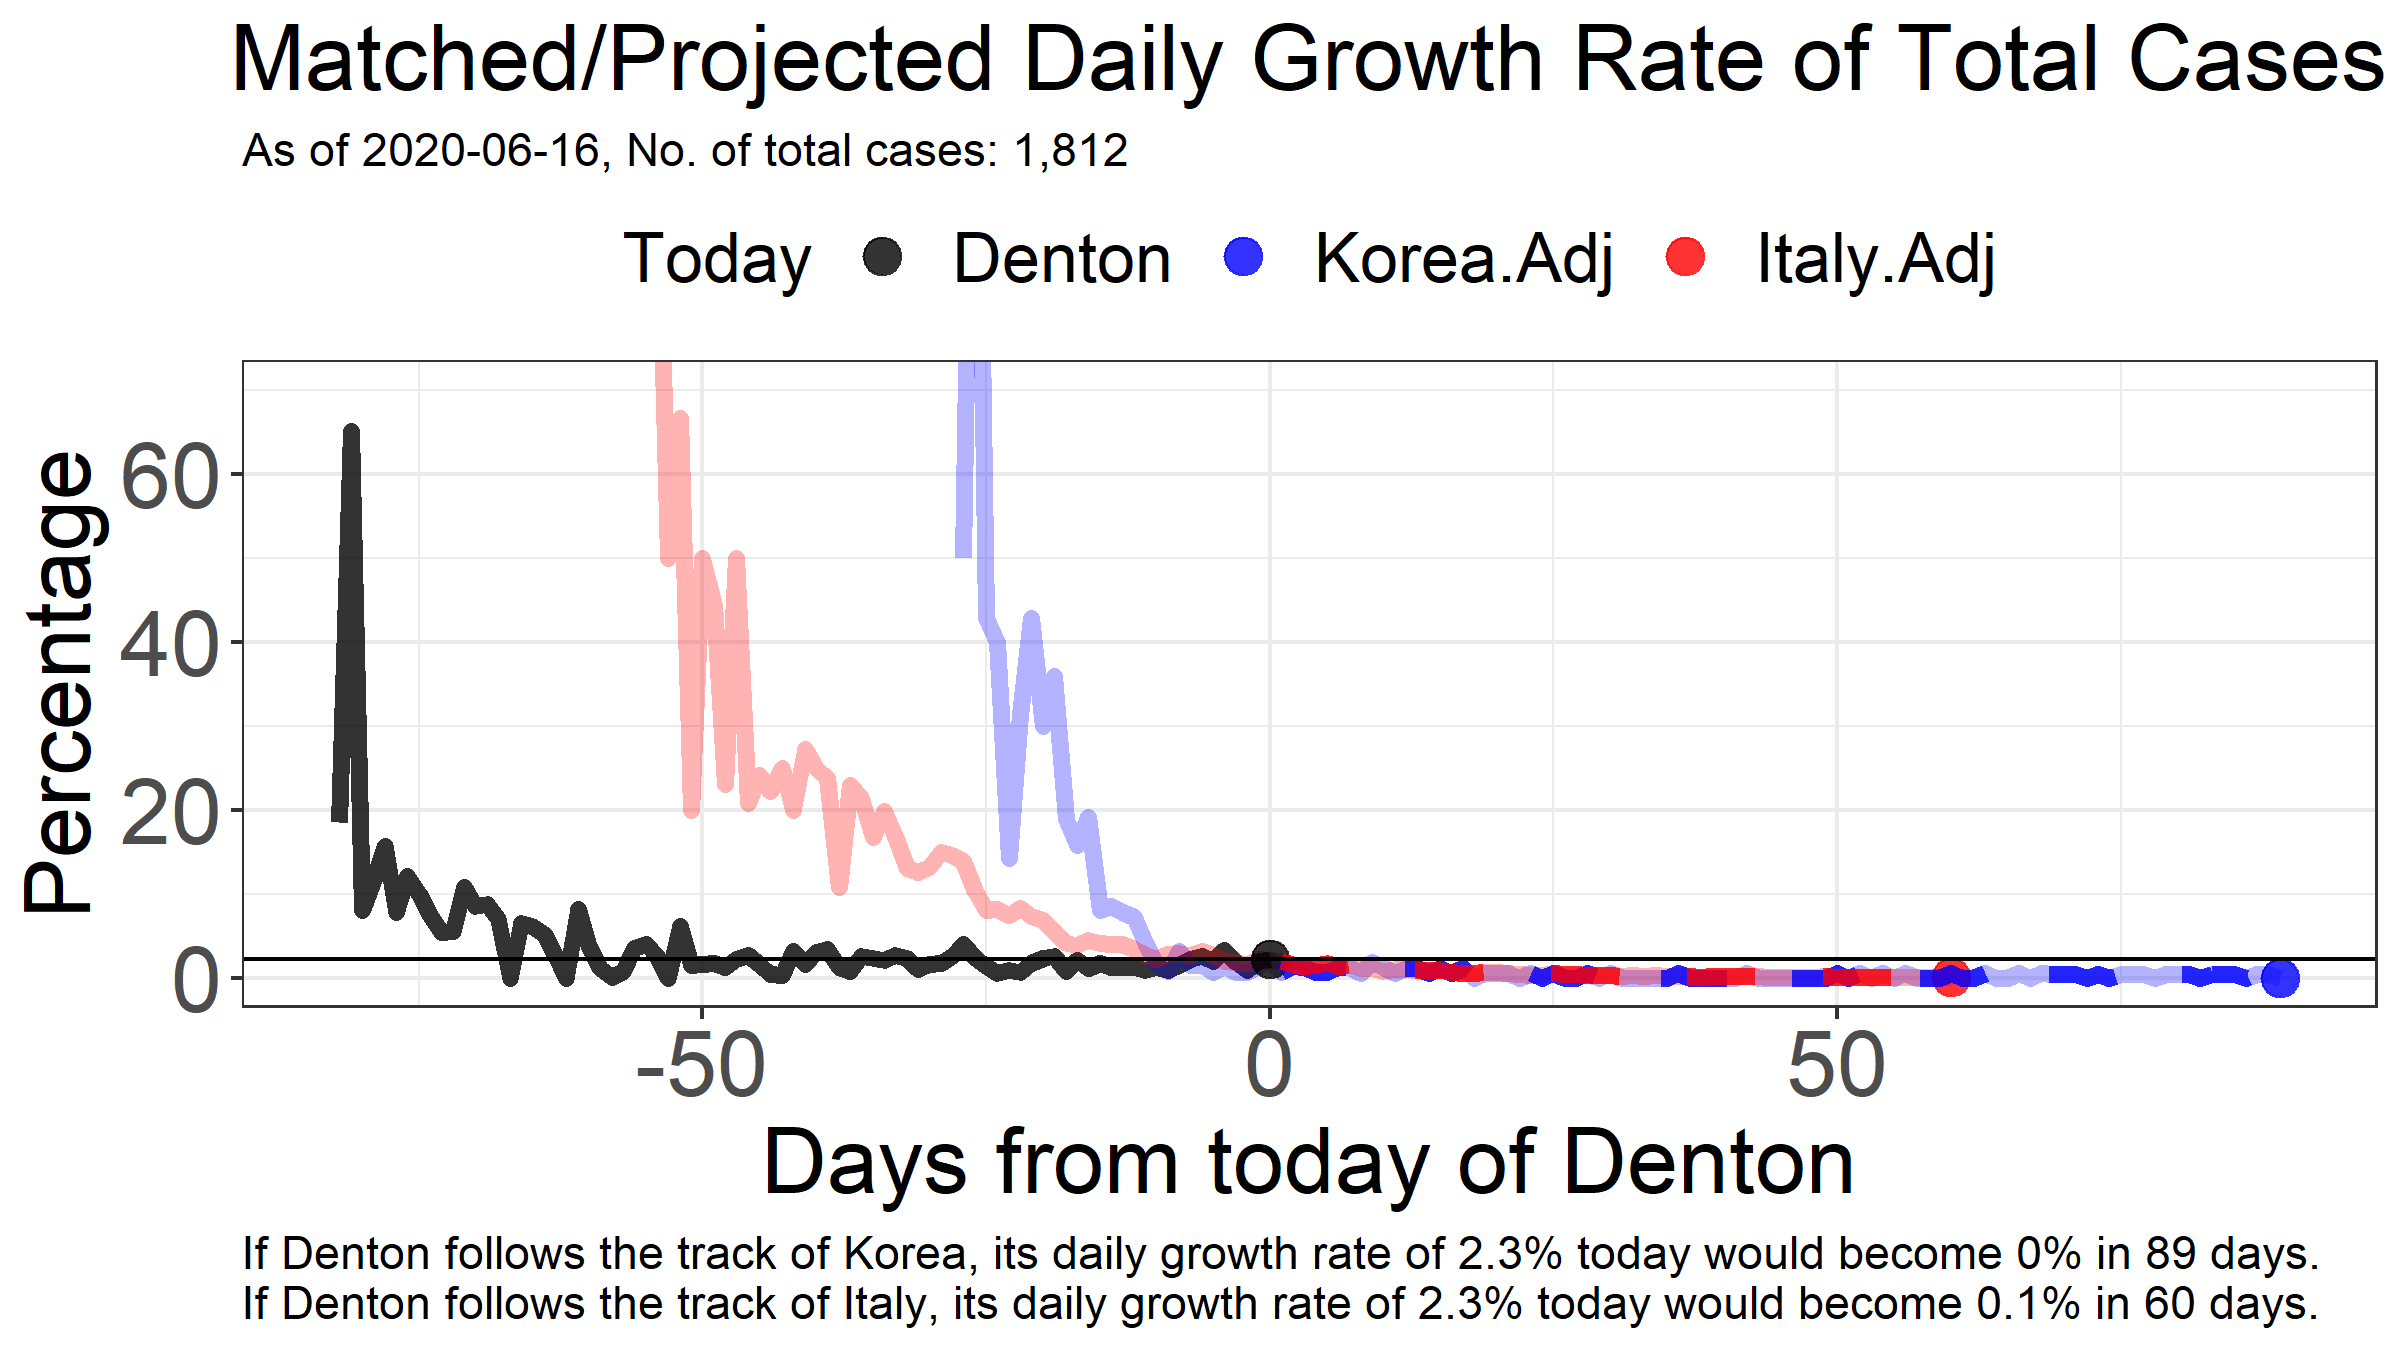 Matched/Projected Daily Growth Rate of Total Cases
As of 2020-06-16, No. of total cases: 1,812
Today Denton Korea.Adj Italy.Adj
Percentage
60
40
20
0
-50 0 50
Days from today of Denton
If Denton follows the track of Korea, its daily growth rate of 2.3% today would become 0% in 89 days.
If Denton follows the track of Italy, its daily growth rate of 2.3% today would become 0.1% in 60 days.